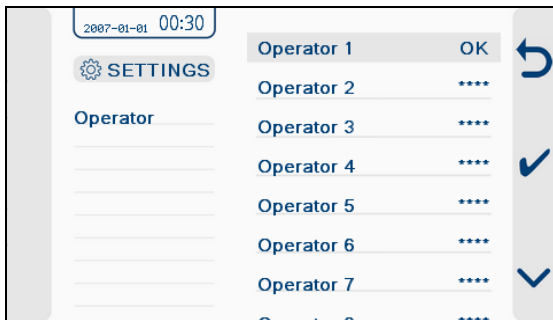 2007-01-01 00:30
SETTINGS
Operator
Operator 1 OK
Operator 2 ****
Operator 3 ****
Operator 4 ****
Operator 5 ****
Operator 6 ****
Operator 7 ****